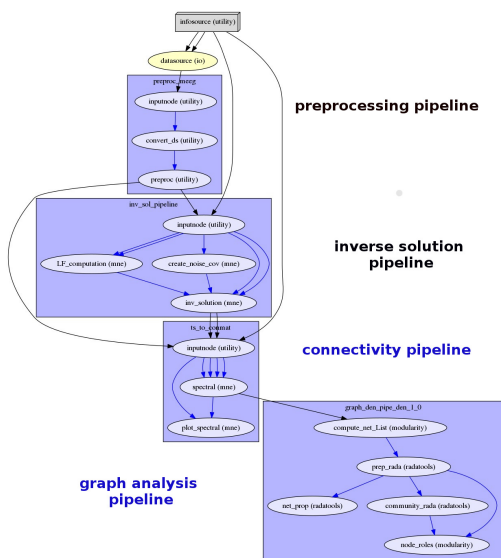 infosource (utility)
datasource (io)
preproc_meeg
inputnode (utility)
preprocessing pipeline
convert_ds (utility)
preproc (utility)
inv_sol_pipeline
inputnode (utility)
inverse solution
pipeline
LF_computation (mne)
create_noise_cov (mne)
inv_solution (mne)
ts_to_conmat
inputnode (utility)
connectivity pipeline
spectral (mne)
plot_spectral (mne)
graph_den_pipe_den_1_0
compute_net_List (modularity)
prep_rada (radatools)
graph analysis
pipeline
net_prop (radatools)
community_rada (radatools)
node_roles (modularity)